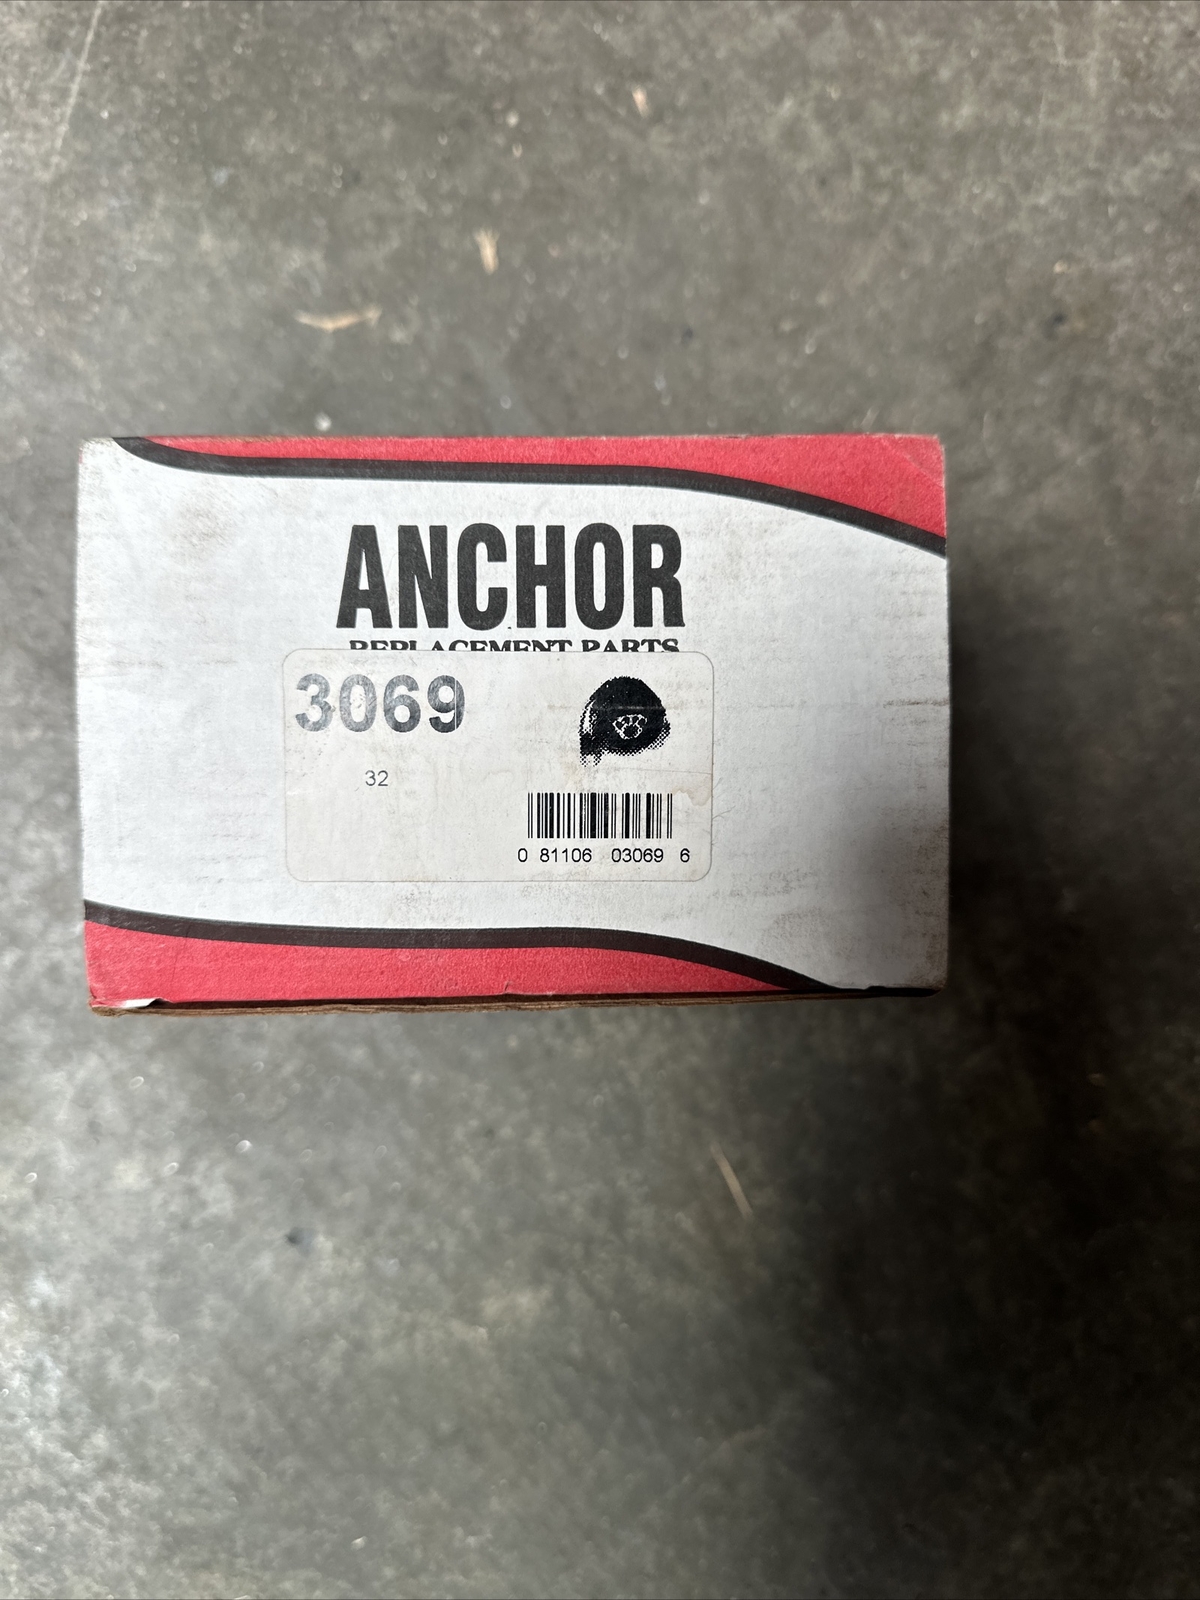 ANCHOR
REPLACEMENT PARTS
3069
32
0 81106 03069 6